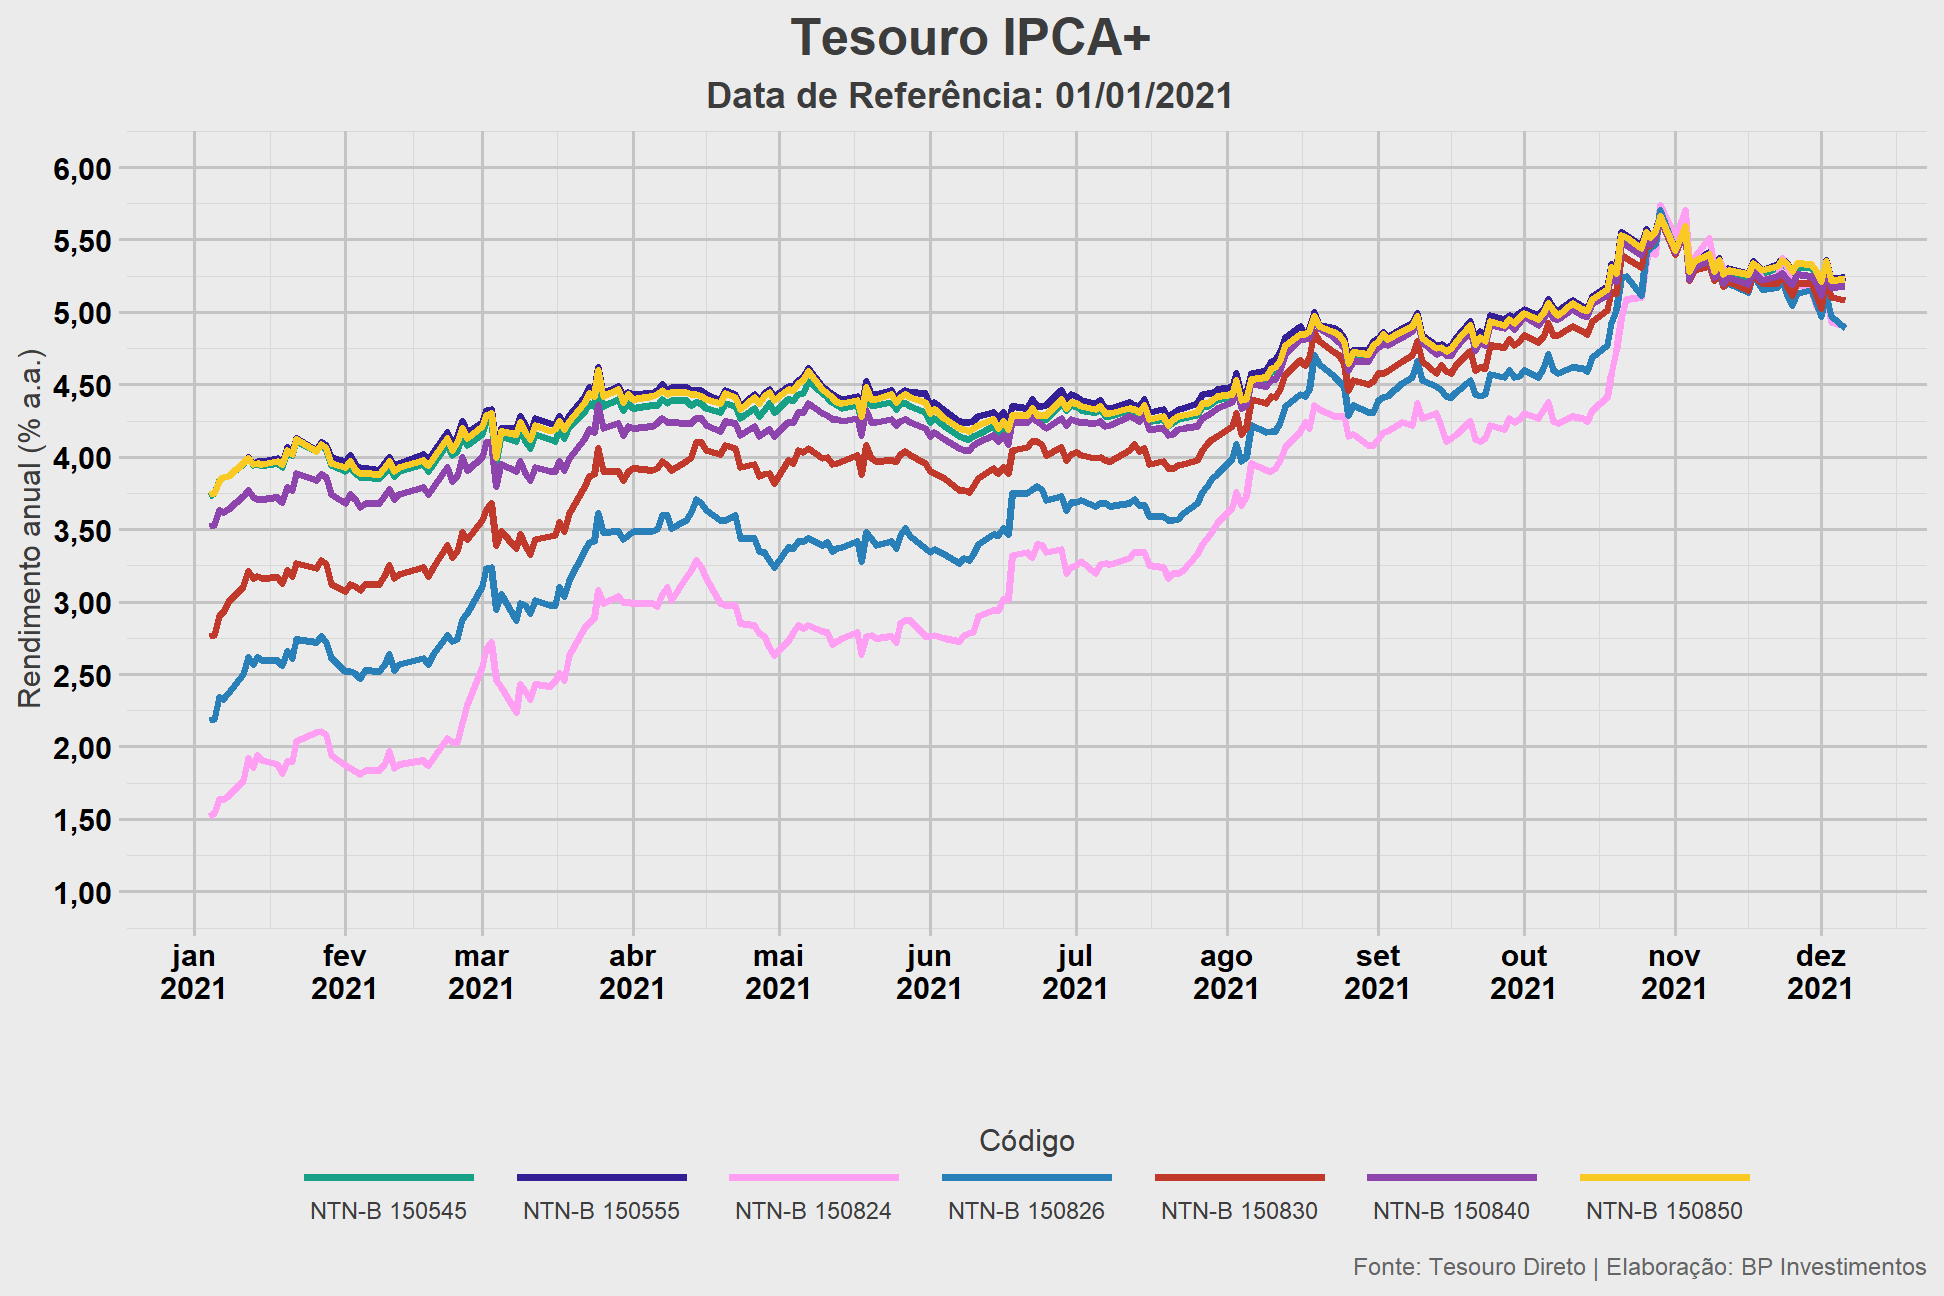 Tesouro IPCA+
Data de Referência: 01/01/2021
Rendimento anual (% a.a.)
6,00
5,50
5,00
4,50
4,00
3,50
3,00
2,50
2,00
1,50
1,00
jan fev mar abr mai jun jul ago set out nov dez
2021 2021 2021 2021 2021 2021 2021 2021 2021 2021 2021 2021
Código
NTN-B 150545 NTN-B 150555 NTN-B 150824 NTN-B 150826 NTN-B 150830 NTN-B 150840 NTN-B 150850
Fonte: Tesouro Direto | Elaboração: BP Investimentos